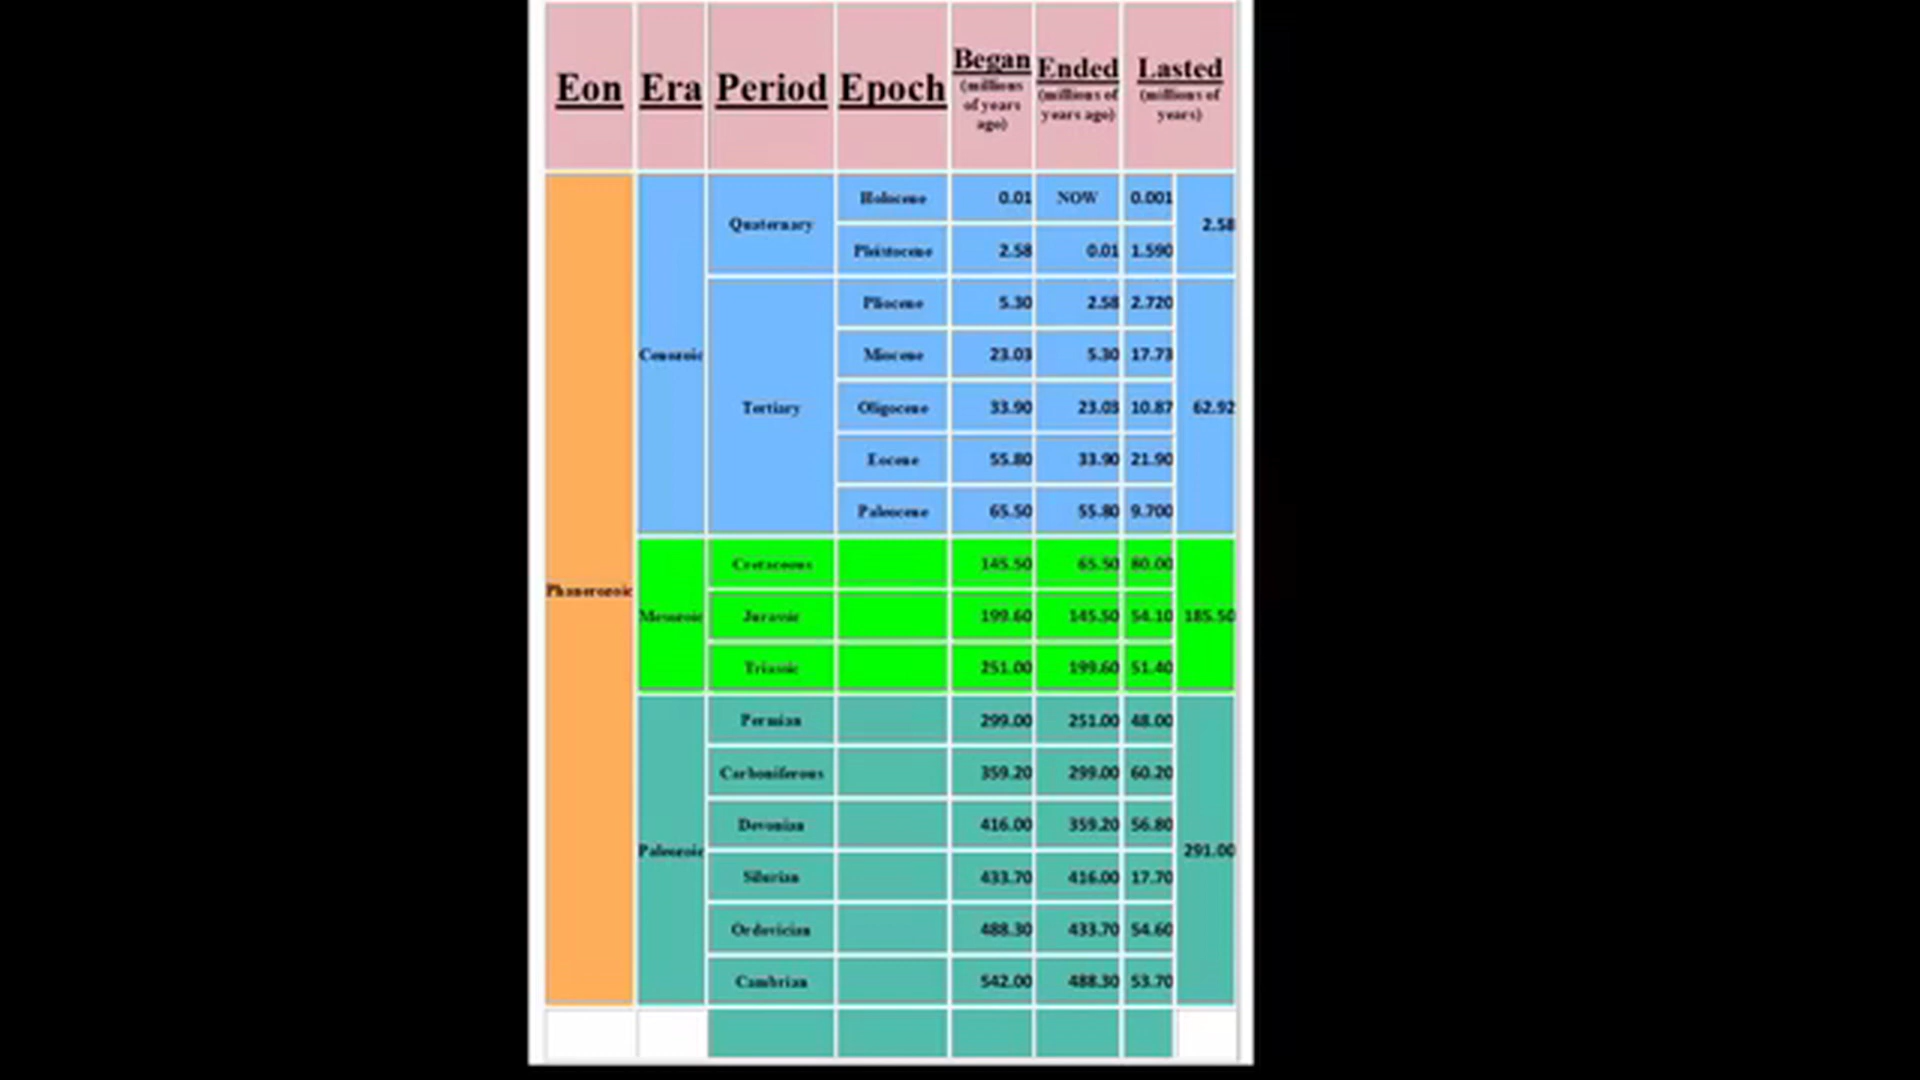 Eon Era Period Epoch Began (millions of years ago) Ended (millions of years ago) Lasted (millions of years)
Phanerozoic
Cenozoic
Quaternary
Holocene 0.01 NOW 0.001
2.58
Pleistocene 2.58 0.01 1.590
Tertiary
Pliocene 5.30 2.58 2.720
Miocene 23.03 5.30 17.73
Oligocene 33.90 23.03 10.87
62.92
Eocene 55.80 33.90 21.90
Paleocene 65.50 55.80 9.700
Mesozoic
Cretaceous 145.50 65.50 80.00
Jurassic 199.60 145.50 54.10
185.50
Triassic 251.00 199.60 51.40
Paleozoic
Permian 299.00 251.00 48.00
Carboniferous 359.20 299.00 60.20
Devonian 416.00 359.20 56.80
291.00
Silurian 433.70 416.00 17.70
Ordovician 488.30 433.70 54.60
Cambrian 542.00 488.30 53.70